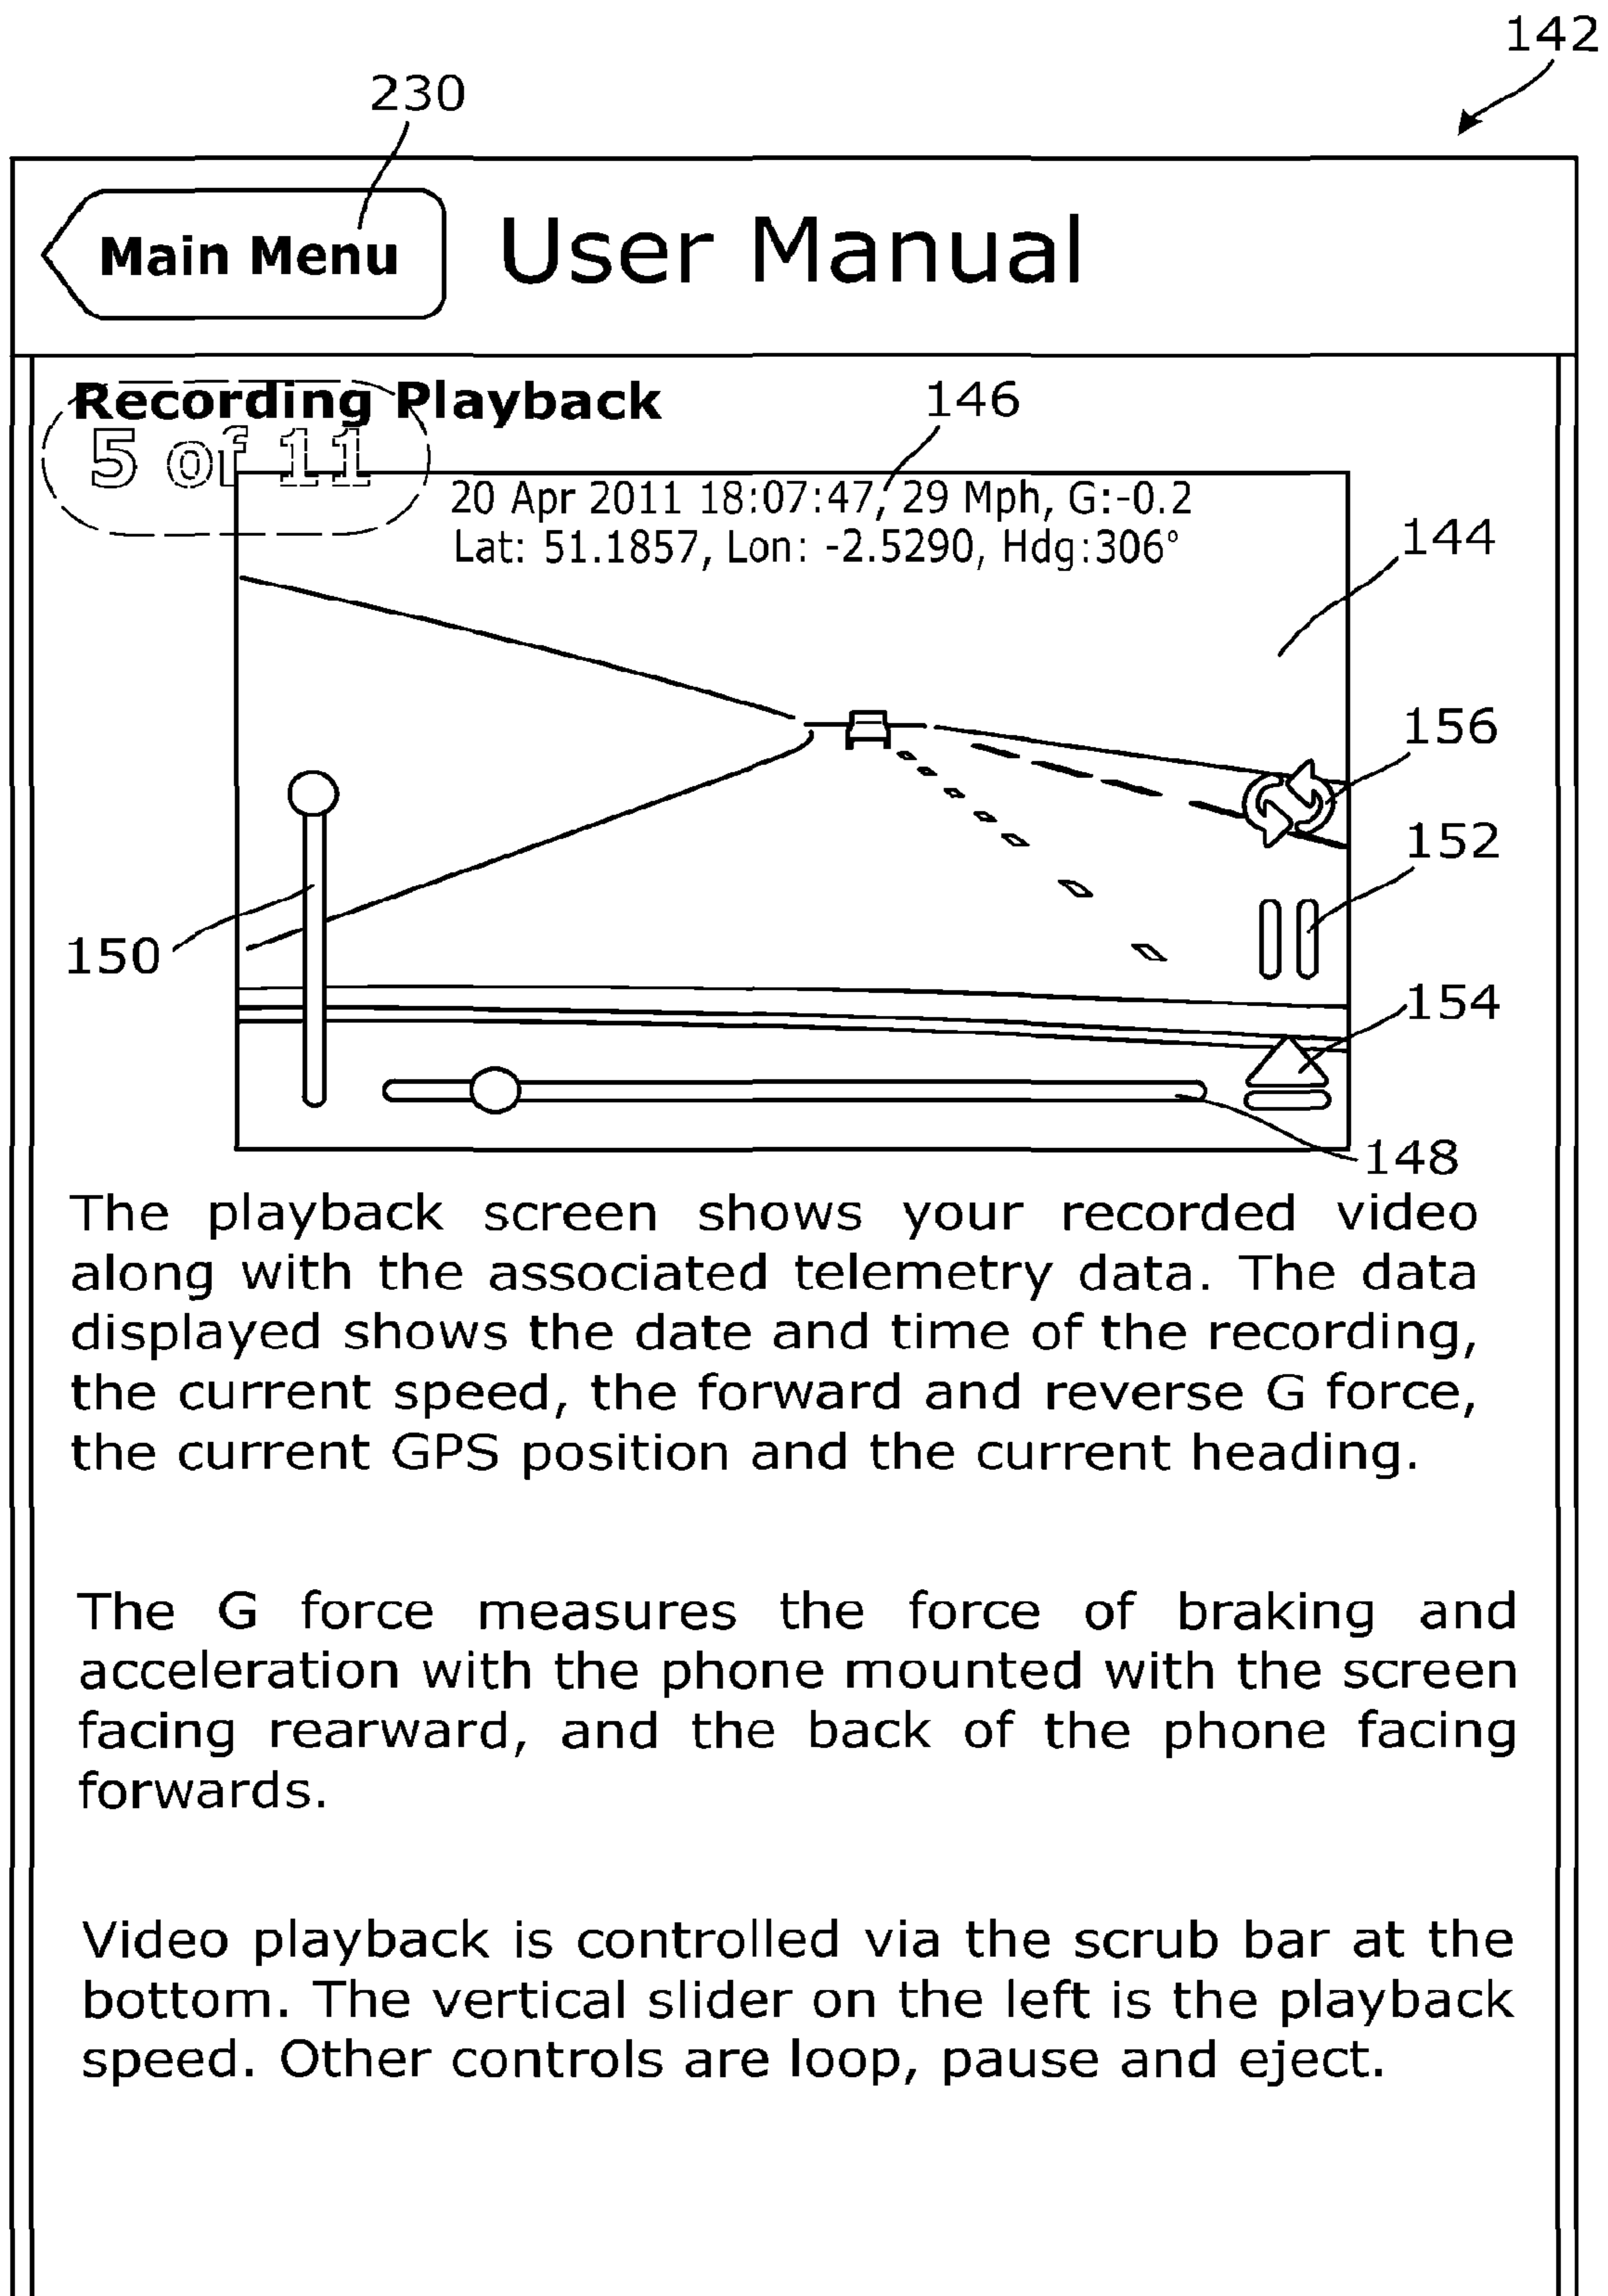 142
230
Main Menu
User Manual
Recording Playback
5 of 11
146
20 Apr 2011 18:07:47, 29 Mph, G:-0.2
Lat: 51.1857, Lon: -2.5290, Hdg:306°
144
156
152
150
154
148
The playback screen shows your recorded video
along with the associated telemetry data. The data
displayed shows the date and time of the recording,
the current speed, the forward and reverse G force,
the current GPS position and the current heading.
The G force measures the force of braking and
acceleration with the phone mounted with the screen
facing rearward, and the back of the phone facing
forwards.
Video playback is controlled via the scrub bar at the
bottom. The vertical slider on the left is the playback
speed. Other controls are loop, pause and eject.